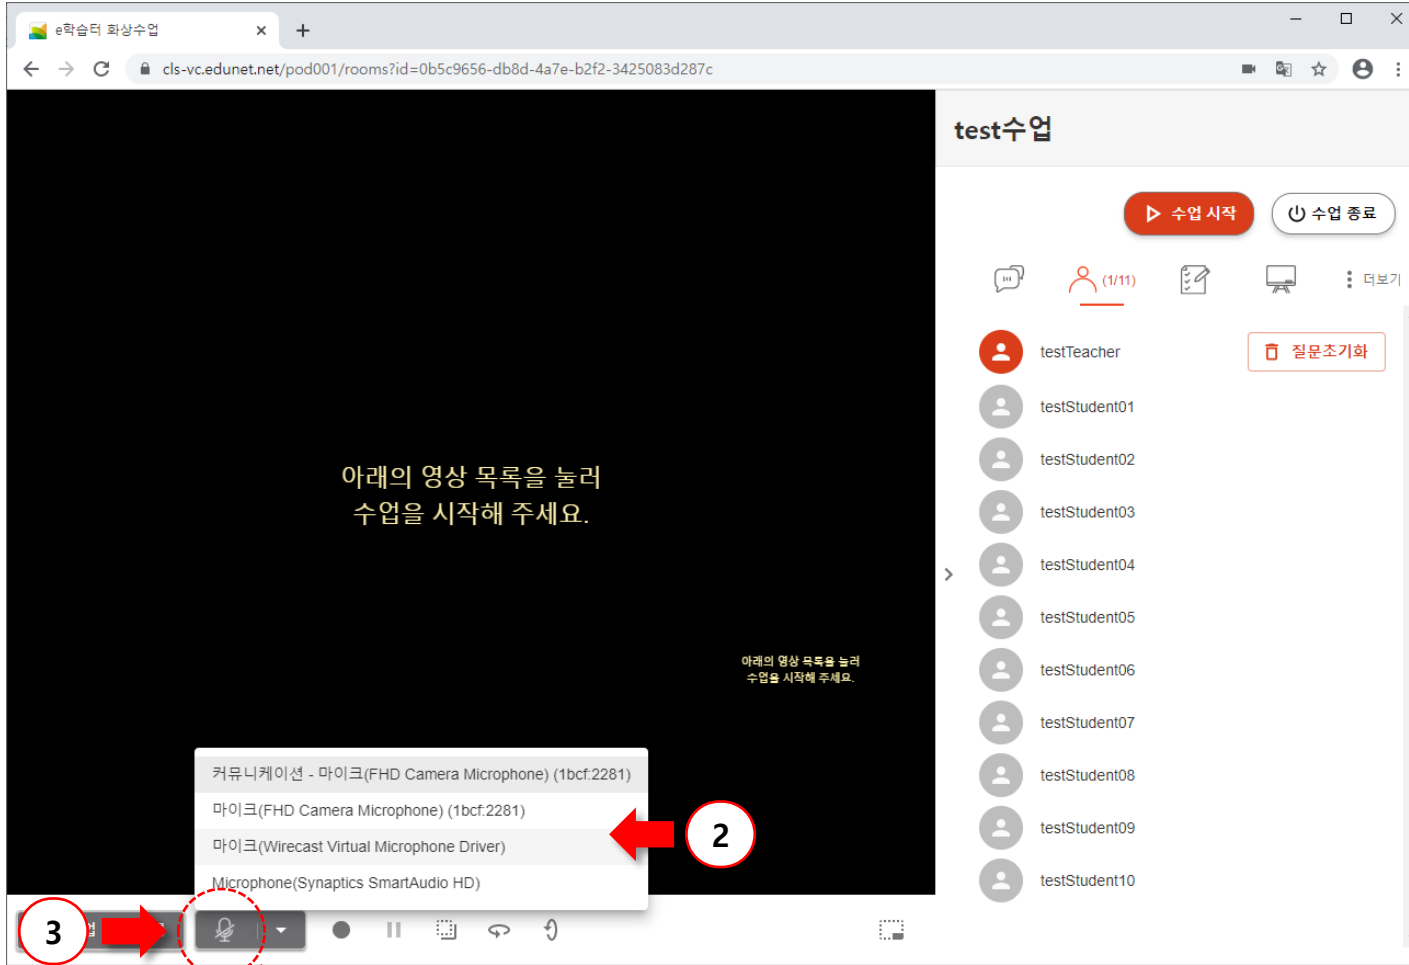 e학습터 화상수업
cls-vc.edunet.net/pod001/rooms?id=0b5c9656-db8d-4a7e-b2f2-3425083d287c
test수업
수업 시작
수업 종료
(1/11)
더보기
testTeacher
질문초기화
testStudent01
testStudent02
testStudent03
testStudent04
testStudent05
testStudent06
testStudent07
testStudent08
testStudent09
testStudent10
아래의 영상 목록을 눌러
수업을 시작해 주세요.
아래의 영상 목록을 눌러
수업을 시작해 주세요.
커뮤니케이션 - 마이크(FHD Camera Microphone) (1bcf:2281)
마이크(FHD Camera Microphone) (1bcf:2281)
마이크(Wirecast Virtual Microphone Driver)
Microphone(Synaptics SmartAudio HD)
2
3